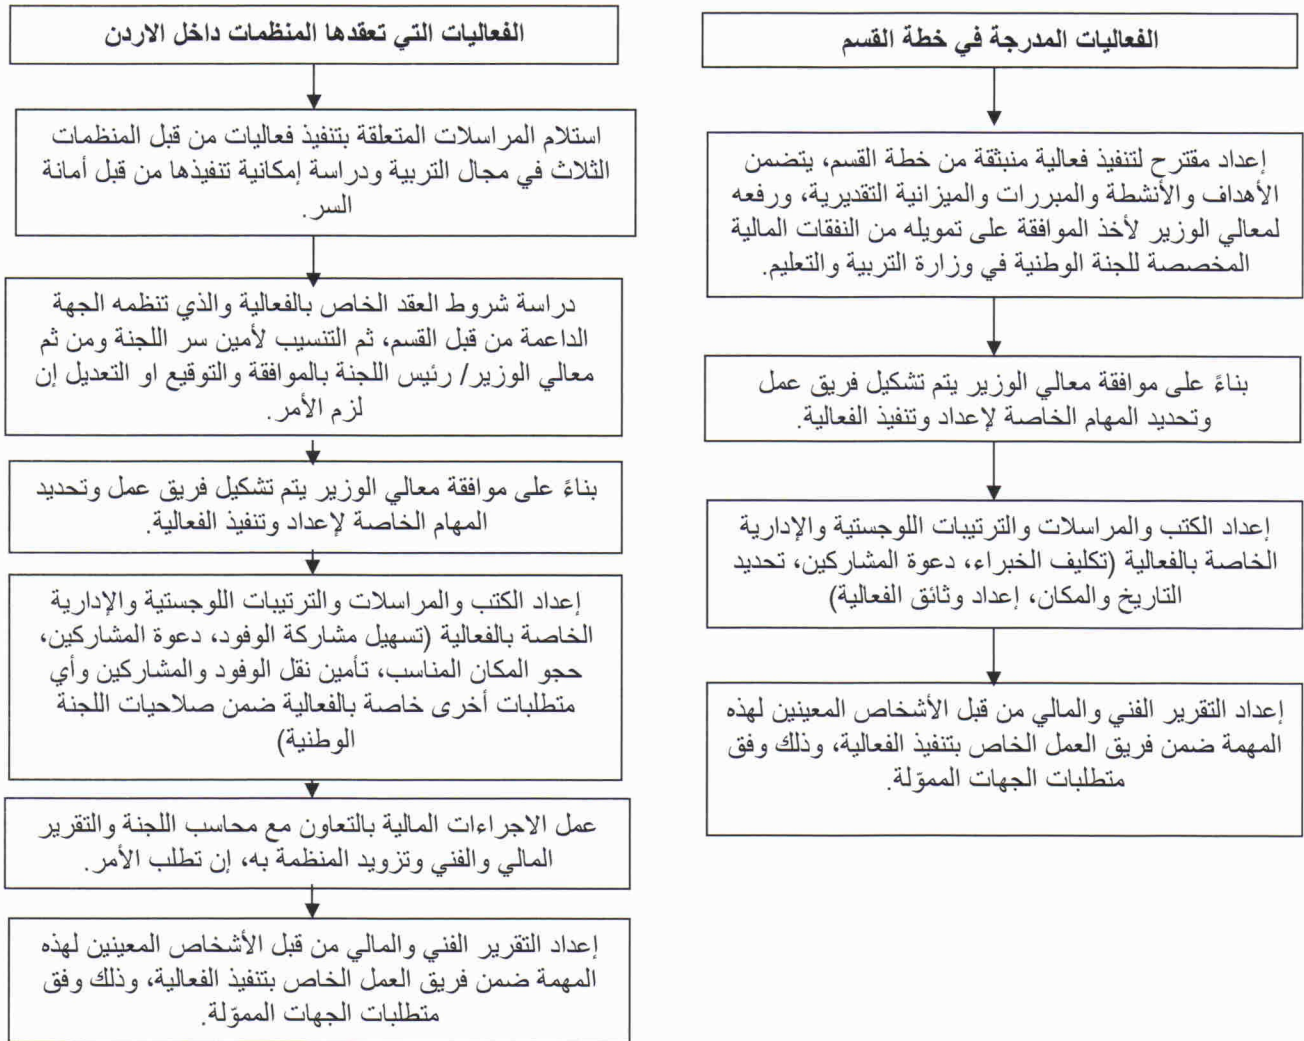 الفعاليات المدرجة في خطة القسم
إعداد مقترح لتنفيذ فعالية منبثقة من خطة القسم، يتضمن
الأهداف والأنشطة والمبررات والميزانية التقديرية، ورفعه
لمعالي الوزير لأخذ الموافقة على تمويله من النفقات المالية
المخصصة للجنة الوطنية في وزارة التربية والتعليم.
بناءً على موافقة معالي الوزير يتم تشكيل فريق عمل
وتحديد المهام الخاصة لإعداد وتنفيذ الفعالية.
إعداد الكتب والمراسلات والترتيبات اللوجستية والإدارية
الخاصة بالفعالية (تكليف الخبراء، دعوة المشاركين، تحديد
التاريخ والمكان، إعداد وثائق الفعالية)
إعداد التقرير الفني والمالي من قبل الأشخاص المعينين لهذه
المهمة ضمن فريق العمل الخاص بتنفيذ الفعالية، وذلك وفق
متطلبات الجهات المموّلة.
الفعاليات التي تعقدها المنظمات داخل الاردن
استلام المراسلات المتعلقة بتنفيذ فعاليات من قبل المنظمات
الثلاث في مجال التربية ودراسة إمكانية تنفيذها من قبل أمانة
السر.
دراسة شروط العقد الخاص بالفعالية والذي تنظمه الجهة
الداعمة من قبل القسم، ثم التنسيب لأمين سر اللجنة ومن ثم
معالي الوزير/ رئيس اللجنة بالموافقة والتوقيع او التعديل إن
لزم الأمر.
بناءً على موافقة معالي الوزير يتم تشكيل فريق عمل وتحديد
المهام الخاصة لإعداد وتنفيذ الفعالية.
إعداد الكتب والمراسلات والترتيبات اللوجستية والإدارية
الخاصة بالفعالية (تسهيل مشاركة الوفود، دعوة المشاركين،
حجو المكان المناسب، تأمين نقل الوفود والمشاركين وأي
متطلبات أخرى خاصة بالفعالية ضمن صلاحيات اللجنة
الوطنية)
عمل الاجراءات المالية بالتعاون مع محاسب اللجنة والتقرير
المالي والفني وتزويد المنظمة به، إن تطلب الأمر.
إعداد التقرير الفني والمالي من قبل الأشخاص المعينين لهذه
المهمة ضمن فريق العمل الخاص بتنفيذ الفعالية، وذلك وفق
متطلبات الجهات المموّلة.